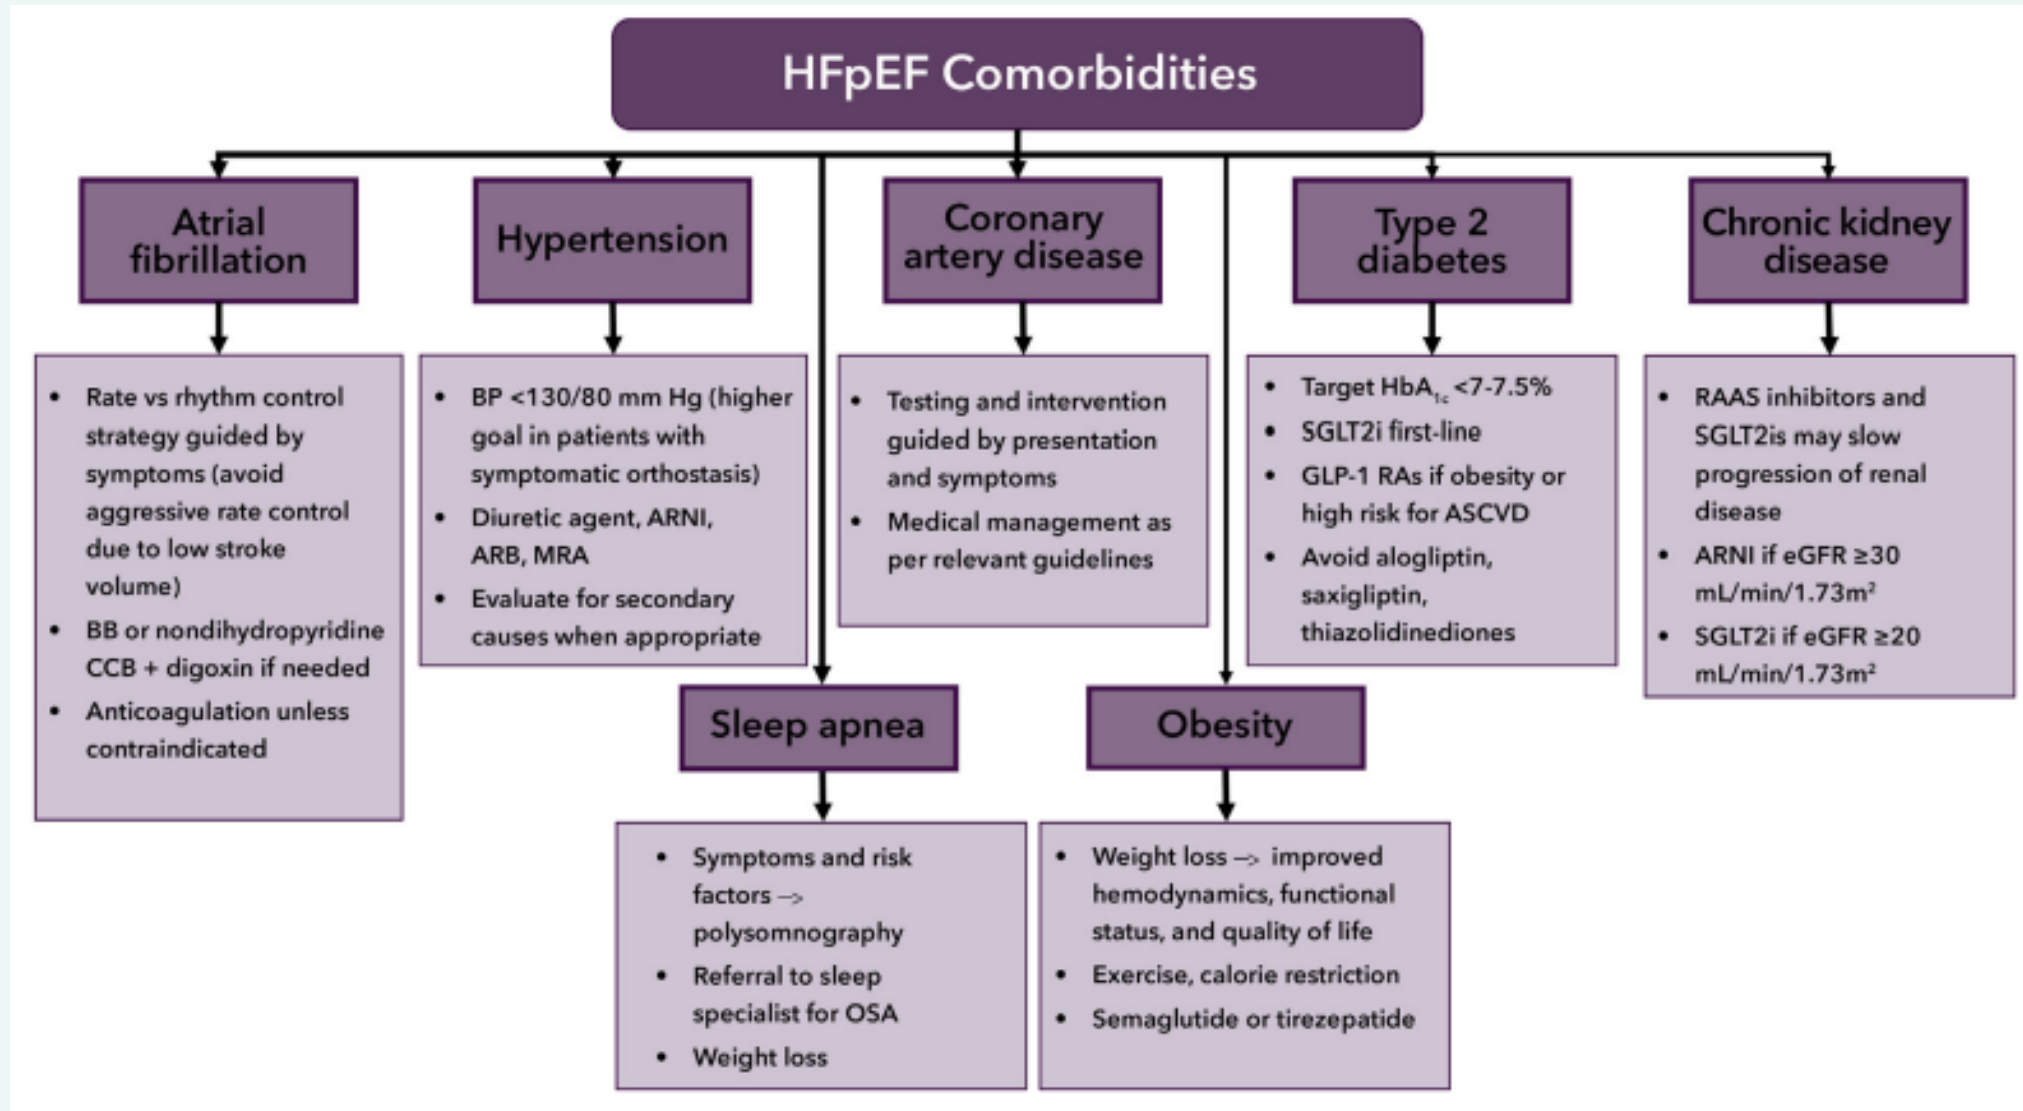 HFpEF Comorbidities
Atrial
fibrillation
• Rate vs rhythm control
strategy guided by
symptoms (avoid
aggressive rate control
due to low stroke
volume)
• BB or nondihydropyridine
CCB + digoxin if needed
• Anticoagulation unless
contraindicated
Hypertension
• BP <130/80 mm Hg (higher
goal in patients with
symptomatic orthostasis)
• Diuretic agent, ARNI,
ARB, MRA
• Evaluate for secondary
causes when appropriate
Coronary
artery disease
• Testing and intervention
guided by presentation
and symptoms
• Medical management as
per relevant guidelines
Type 2
diabetes
• Target HbA1c <7-7.5%
• SGLT2i first-line
• GLP-1 RAs if obesity or
high risk for ASCVD
• Avoid alogliptin,
saxigliptin,
thiazolidinediones
Chronic kidney
disease
• RAAS inhibitors and
SGLT2is may slow
progression of renal
disease
• ARNI if eGFR ≥30
mL/min/1.73m²
• SGLT2i if eGFR ≥20
mL/min/1.73m²
Sleep apnea
• Symptoms and risk
factors –>
polysomnography
• Referral to sleep
specialist for OSA
• Weight loss
Obesity
• Weight loss –> improved
hemodynamics, functional
status, and quality of life
• Exercise, calorie restriction
• Semaglutide or tirezepatide